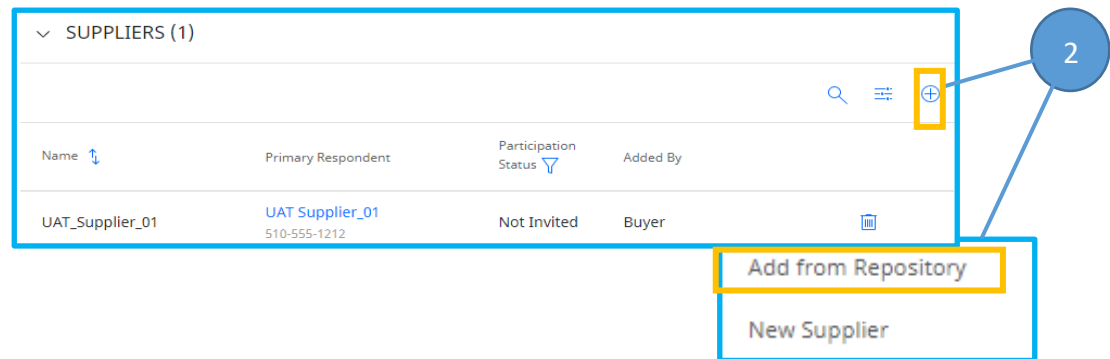 SUPPLIERS (1)
2
Name Primary Respondent Participation Status Added By
UAT_Supplier_01 UAT Supplier_01 Not Invited Buyer
510-555-1212
Add from Repository
New Supplier